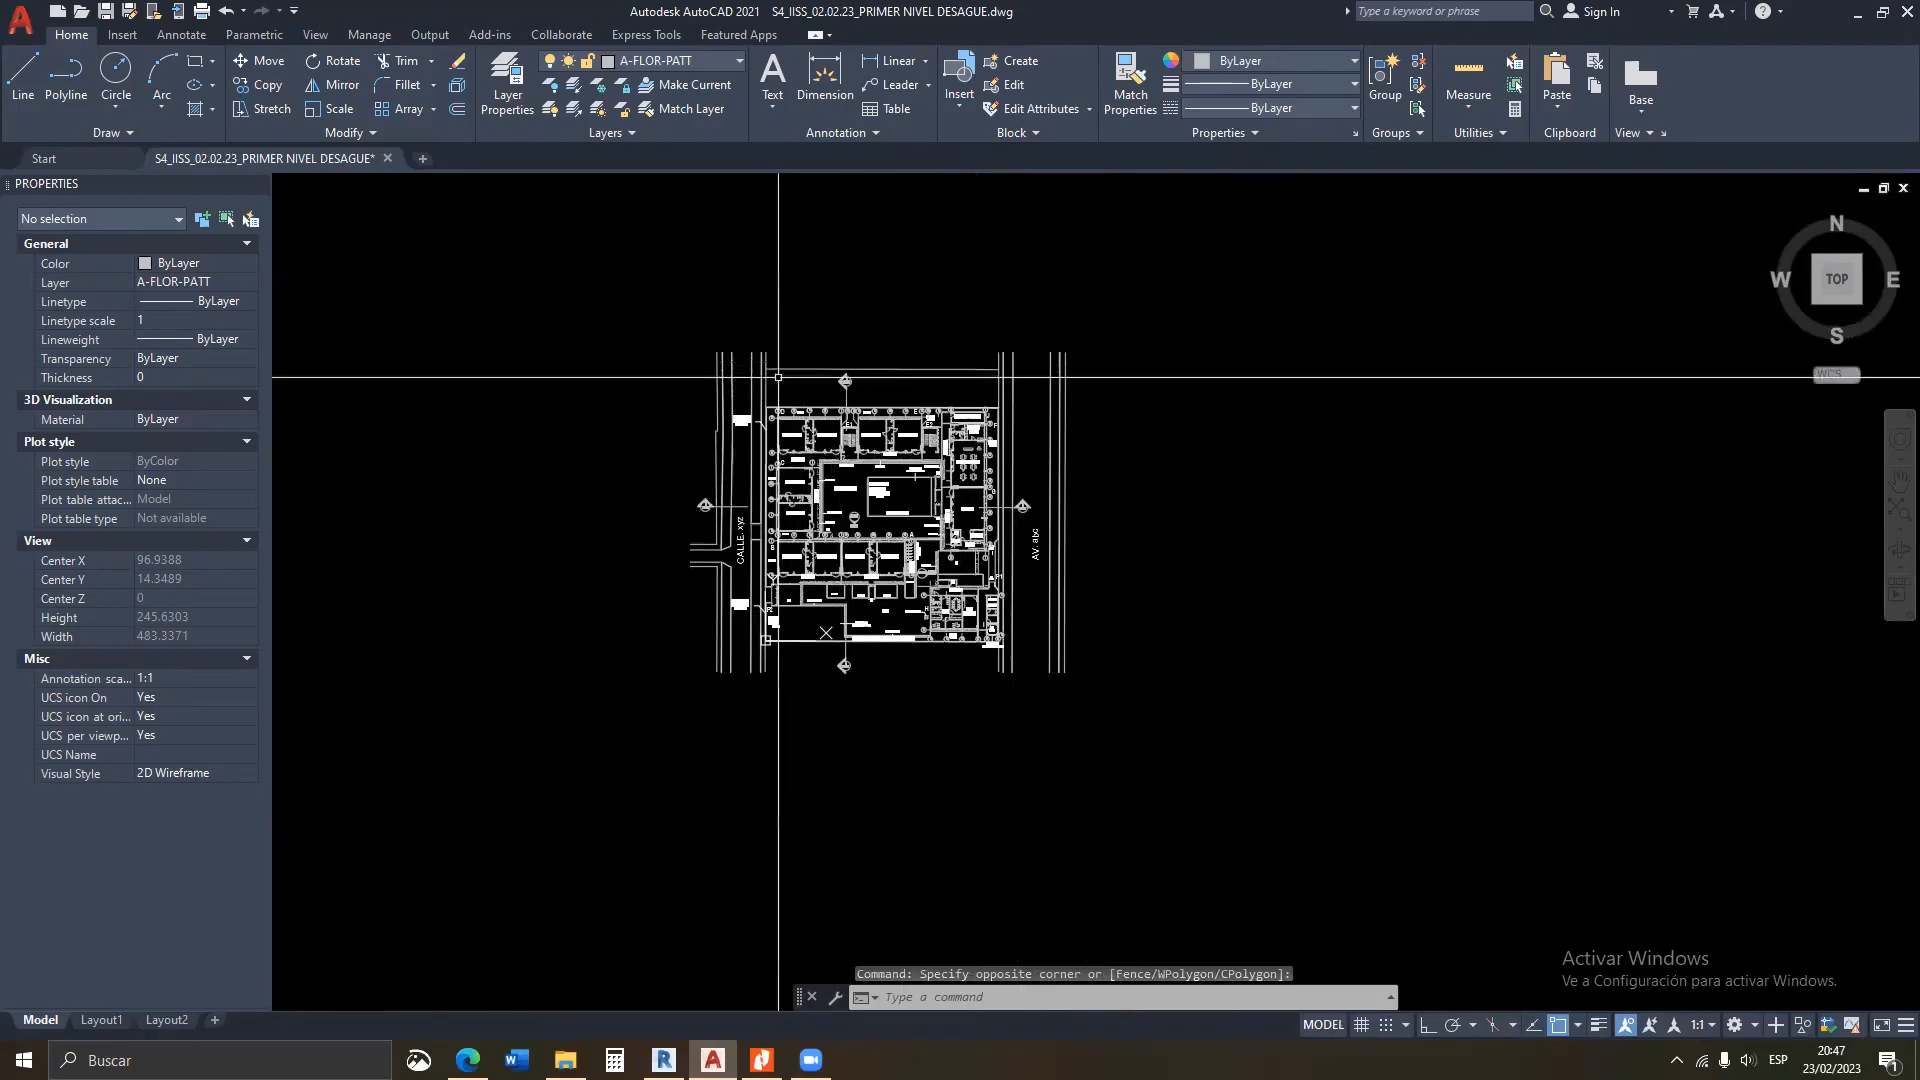 Autodesk AutoCAD 2021 S4_IISS_02.02.23_PRIMER NIVEL DESAGUE.dwg
Type a keyword or phrase
Sign In
Home Insert Annotate Parametric View Manage Output Add-ins Collaborate Express Tools Featured Apps
Line Polyline Circle Arc
Move Rotate Trim
Copy Mirror Fillet
Stretch Scale Array
Layer Properties
A-FLOR-PATT
Make Current
Match Layer
Text Dimension
Linear
Leader
Table
Insert
Create
Edit
Edit Attributes
Match Properties
ByLayer
ByLayer
ByLayer
Group
Measure
Paste
Base
Draw Modify Layers Annotation Block Properties Groups Utilities Clipboard View
Start S4_IISS_02.02.23_PRIMER NIVEL DESAGUE*
PROPERTIES
No selection
General
Color ByLayer
Layer A-FLOR-PATT
Linetype ByLayer
Linetype scale 1
Lineweight ByLayer
Transparency ByLayer
Thickness 0
3D Visualization
Material ByLayer
Plot style
Plot style ByColor
Plot style table None
Plot table attac... Model
Plot table type Not available
View
Center X 96.9388
Center Y 14.3489
Center Z 0
Height 245.6303
Width 483.3371
Misc
Annotation sca... 1:1
UCS icon On Yes
UCS icon at ori... Yes
UCS per viewp... Yes
UCS Name
Visual Style 2D Wireframe
N
W TOP E
S
WCS
CALLE. xyz
AV. abc
Command: Specify opposite corner or [Fence/WPolygon/CPolygon]:
Type a command
Activar Windows
Ve a Configuración para activar Windows.
Model Layout1 Layout2
MODEL 1:1
Buscar
ESP
20:47
23/02/2023